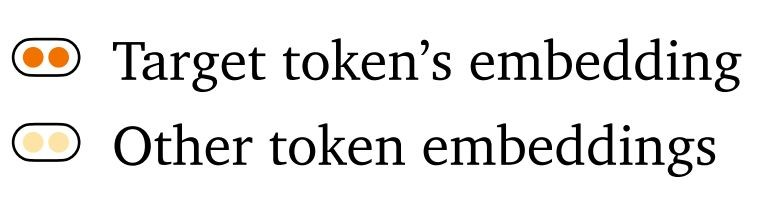 Target token’s embedding
Other token embeddings